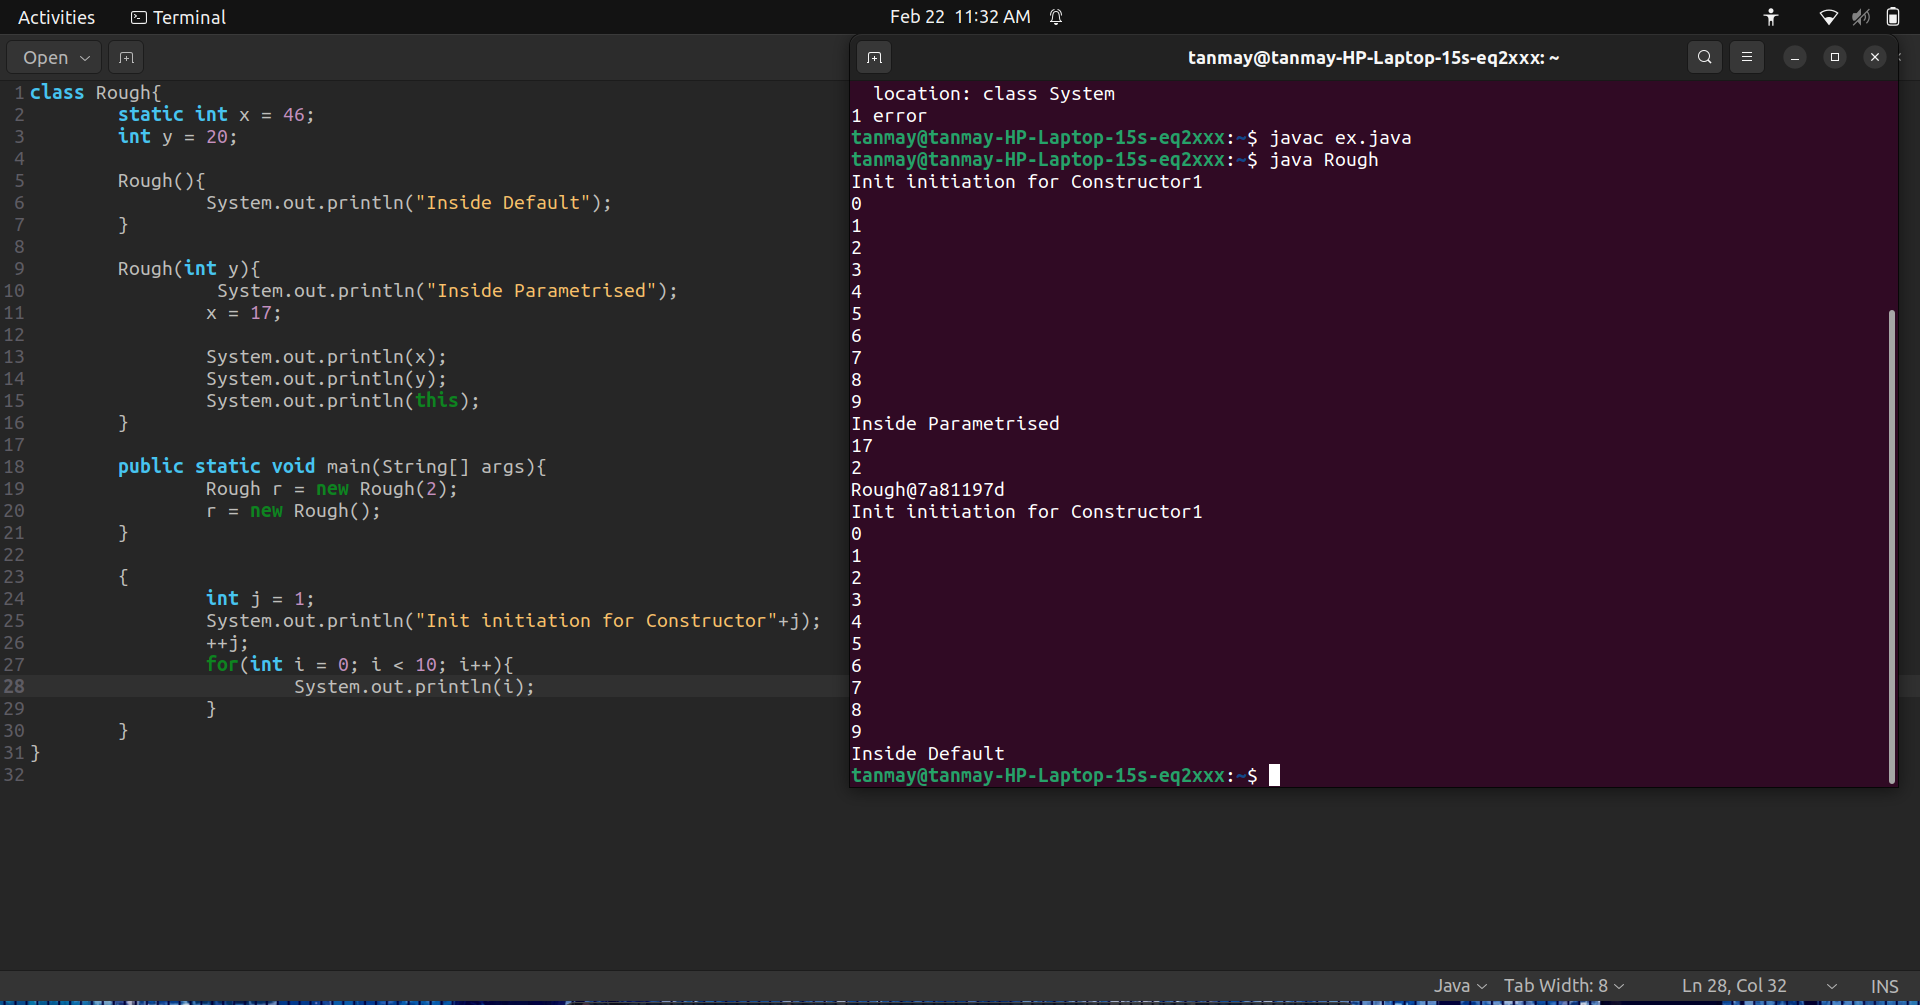 Activities Terminal Feb 22 11:32 AM
Open
1 class Rough{
2 static int x = 46;
3 int y = 20;
4
5 Rough(){
6 System.out.println("Inside Default");
7 }
8
9 Rough(int y){
10 System.out.println("Inside Parametrised");
11 x = 17;
12
13 System.out.println(x);
14 System.out.println(y);
15 System.out.println(this);
16 }
17
18 public static void main(String[] args){
19 Rough r = new Rough(2);
20 r = new Rough();
21 }
22
23 {
24 int j = 1;
25 System.out.println("Init initiation for Constructor"+j);
26 ++j;
27 for(int i = 0; i < 10; i++){
28 System.out.println(i);
29 }
30 }
31 }
32
tanmay@tanmay-HP-Laptop-15s-eq2xxx: ~
location: class System
1 error
tanmay@tanmay-HP-Laptop-15s-eq2xxx:~$ javac ex.java
tanmay@tanmay-HP-Laptop-15s-eq2xxx:~$ java Rough
Init initiation for Constructor1
0
1
2
3
4
5
6
7
8
9
Inside Parametrised
17
2
Rough@7a81197d
Init initiation for Constructor1
0
1
2
3
4
5
6
7
8
9
Inside Default
tanmay@tanmay-HP-Laptop-15s-eq2xxx:~$
Java Tab Width: 8 Ln 28, Col 32 INS